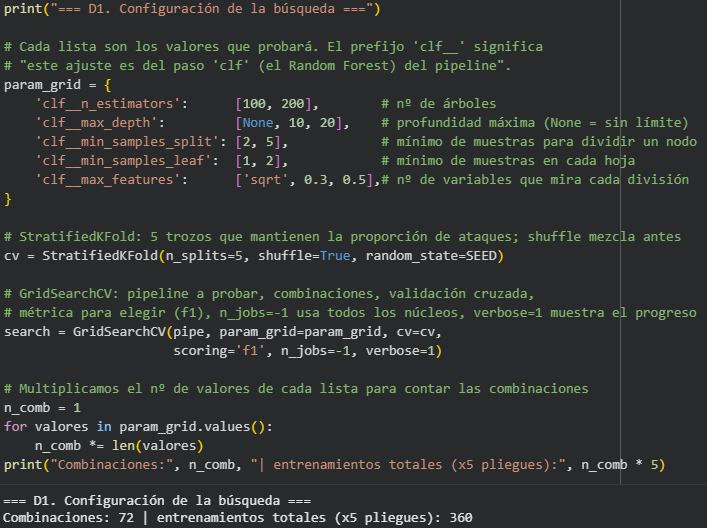 print("=== D1. Configuración de la búsqueda ===")
# Cada lista son los valores que probará. El prefijo 'clf__' significa
# "este ajuste es del paso 'clf' (el Random Forest) del pipeline".
param_grid = {
    'clf__n_estimators':      [100, 200],        # nº de árboles
    'clf__max_depth':         [None, 10, 20],    # profundidad máxima (None = sin límite)
    'clf__min_samples_split': [2, 5],            # mínimo de muestras para dividir un nodo
    'clf__min_samples_leaf':  [1, 2],            # mínimo de muestras en cada hoja
    'clf__max_features':      ['sqrt', 0.3, 0.5],# nº de variables que mira cada división
}
# StratifiedKFold: 5 trozos que mantienen la proporción de ataques; shuffle mezcla antes
cv = StratifiedKFold(n_splits=5, shuffle=True, random_state=SEED)
# GridSearchCV: pipeline a probar, combinaciones, validación cruzada,
# métrica para elegir (f1), n_jobs=-1 usa todos los núcleos, verbose=1 muestra el progreso
search = GridSearchCV(pipe, param_grid=param_grid, cv=cv,
                      scoring='f1', n_jobs=-1, verbose=1)
# Multiplicamos el nº de valores de cada lista para contar las combinaciones
n_comb = 1
for valores in param_grid.values():
    n_comb *= len(valores)
print("Combinaciones:", n_comb, "| entrenamientos totales (x5 pliegues):", n_comb * 5)
=== D1. Configuración de la búsqueda ===
Combinaciones: 72 | entrenamientos totales (x5 pliegues): 360